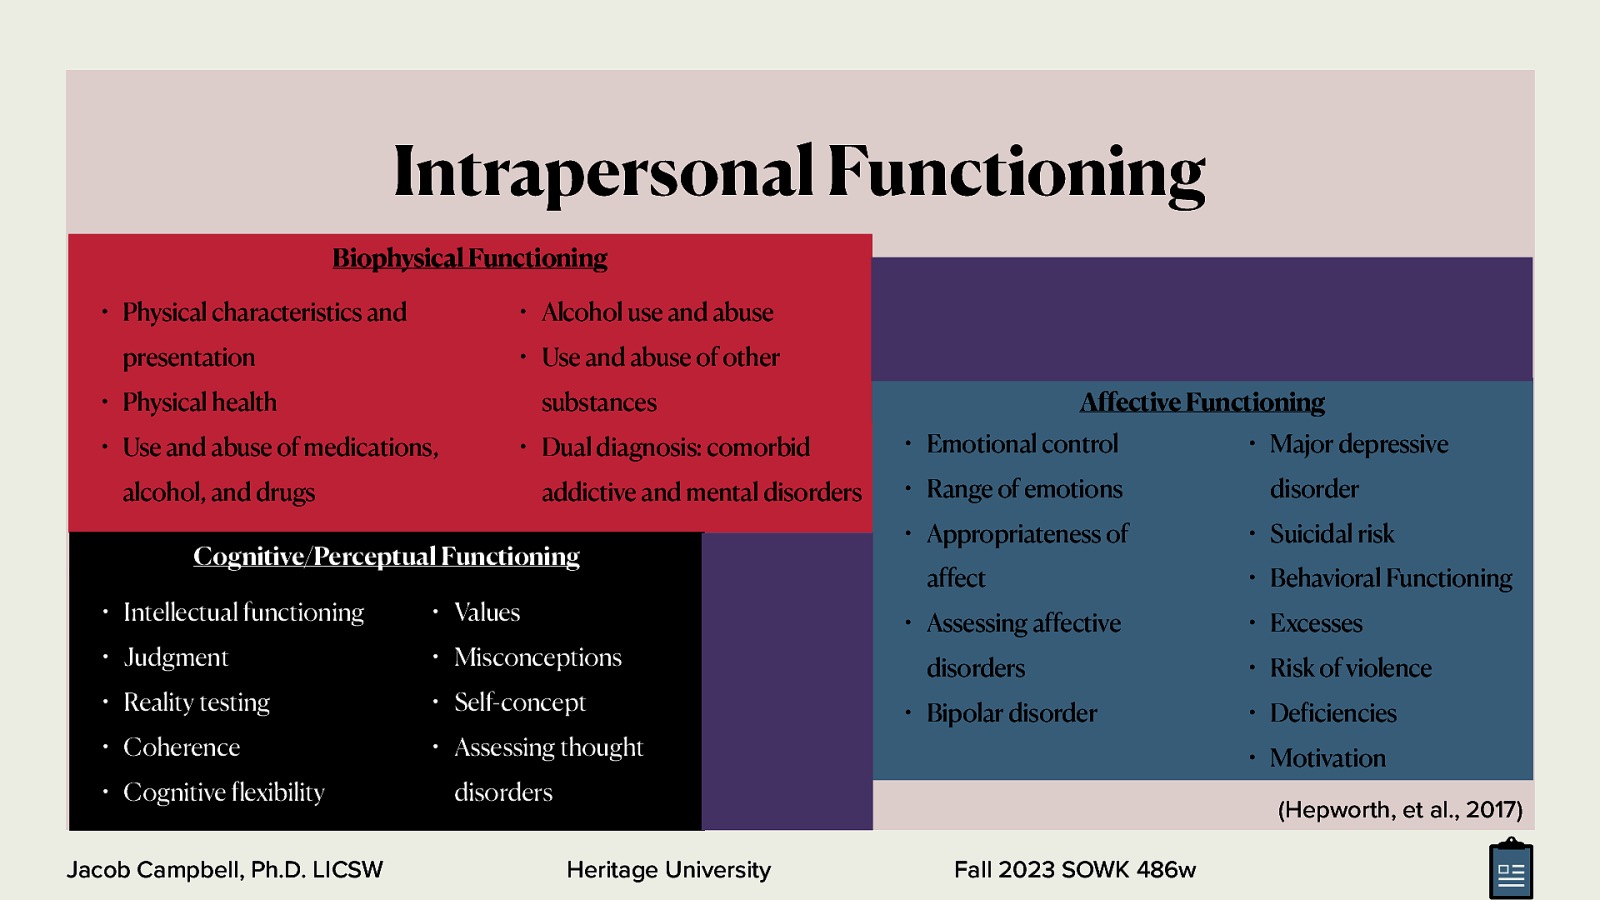 Intrapersonal Functioning
Biophysical Functioning
• Physical characteristics and
presentation
• Physical health
• Use and abuse of medications,
alcohol, and drugs
• Alcohol use and abuse
• Use and abuse of other
substances
• Dual diagnosis: comorbid
addictive and mental disorders
Cognitive/Perceptual Functioning
• Intellectual functioning
• Judgment
• Reality testing
• Coherence
• Cognitive flexibility
• Values
• Misconceptions
• Self-concept
• Assessing thought
disorders
Affective Functioning
• Emotional control
• Range of emotions
• Appropriateness of
affect
• Assessing affective
disorders
• Bipolar disorder
• Major depressive
disorder
• Suicidal risk
• Behavioral Functioning
• Excesses
• Risk of violence
• Deficiencies
• Motivation
(Hepworth, et al., 2017)
Jacob Campbell, Ph.D. LICSW
Heritage University
Fall 2023 SOWK 486w